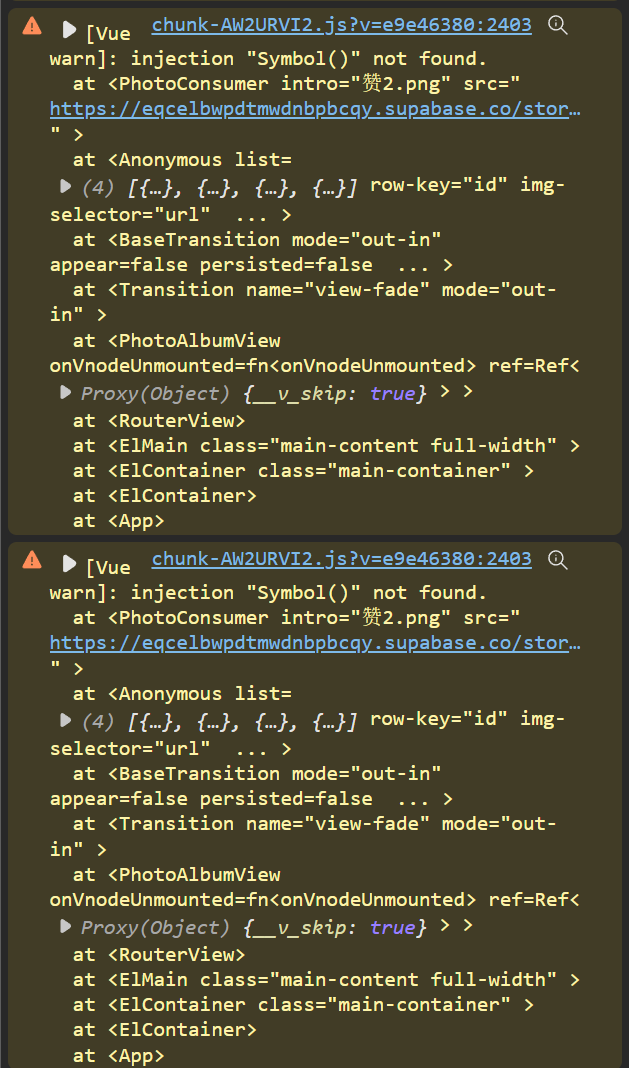 [Vue chunk-AW2URVI2.js?v=e9e46380:2403
warn]: injection "Symbol()" not found.
at <PhotoConsumer intro="赞2.png" src="
https://eqcelbwpdtmwdnbpbcqy.supabase.co/stor…
" >
at <Anonymous list=
(4) [{…}, {…}, {…}, {…}] row-key="id" img-
selector="url" ... >
at <BaseTransition mode="out-in"
appear=false persisted=false ... >
at <Transition name="view-fade" mode="out-
in" >
at <PhotoAlbumView
onVnodeUnmounted=fn<onVnodeUnmounted> ref=Ref<
Proxy(Object) {__v_skip: true} > >
at <RouterView>
at <ElMain class="main-content full-width" >
at <ElContainer class="main-container" >
at <ElContainer>
at <App>
[Vue chunk-AW2URVI2.js?v=e9e46380:2403
warn]: injection "Symbol()" not found.
at <PhotoConsumer intro="赞2.png" src="
https://eqcelbwpdtmwdnbpbcqy.supabase.co/stor…
" >
at <Anonymous list=
(4) [{…}, {…}, {…}, {…}] row-key="id" img-
selector="url" ... >
at <BaseTransition mode="out-in"
appear=false persisted=false ... >
at <Transition name="view-fade" mode="out-
in" >
at <PhotoAlbumView
onVnodeUnmounted=fn<onVnodeUnmounted> ref=Ref<
Proxy(Object) {__v_skip: true} > >
at <RouterView>
at <ElMain class="main-content full-width" >
at <ElContainer class="main-container" >
at <ElContainer>
at <App>